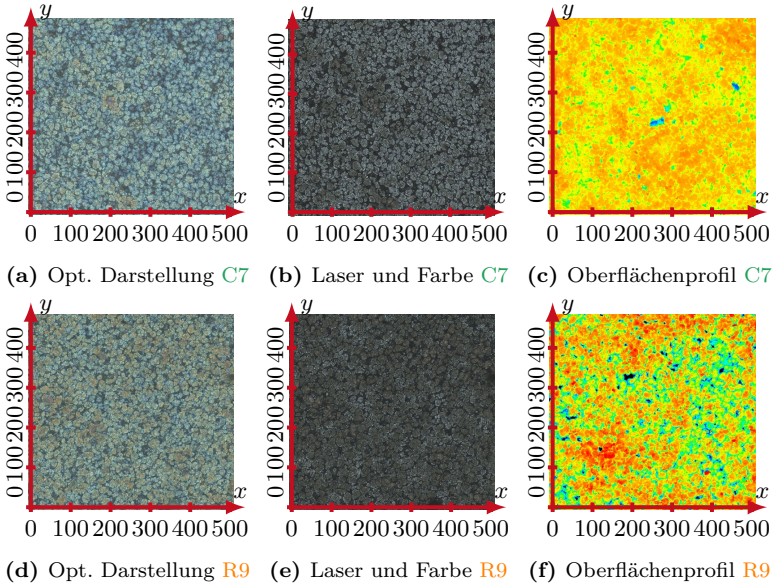 y y y
0 100 200 300 400 0 100 200 300 400 0 100 200 300 400
x x x
0 100 200 300 400 500 0 100 200 300 400 500 0 100 200 300 400 500
(a) Opt. Darstellung C7 (b) Laser und Farbe C7 (c) Oberflächenprofil C7
y y y
0 100 200 300 400 0 100 200 300 400 0 100 200 300 400
x x x
0 100 200 300 400 500 0 100 200 300 400 500 0 100 200 300 400 500
(d) Opt. Darstellung R9 (e) Laser und Farbe R9 (f) Oberflächenprofil R9